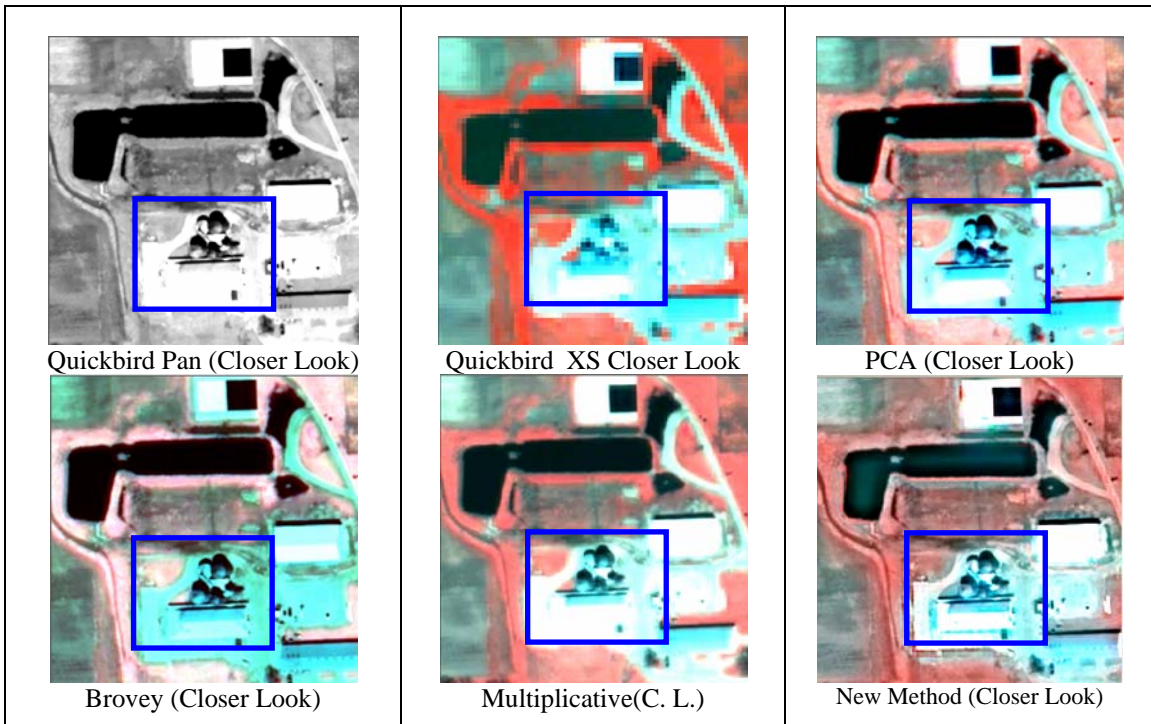 Quickbird Pan (Closer Look)
Quickbird XS Closer Look
PCA (Closer Look)
Brovey (Closer Look)
Multiplicative(C. L.)
New Method (Closer Look)